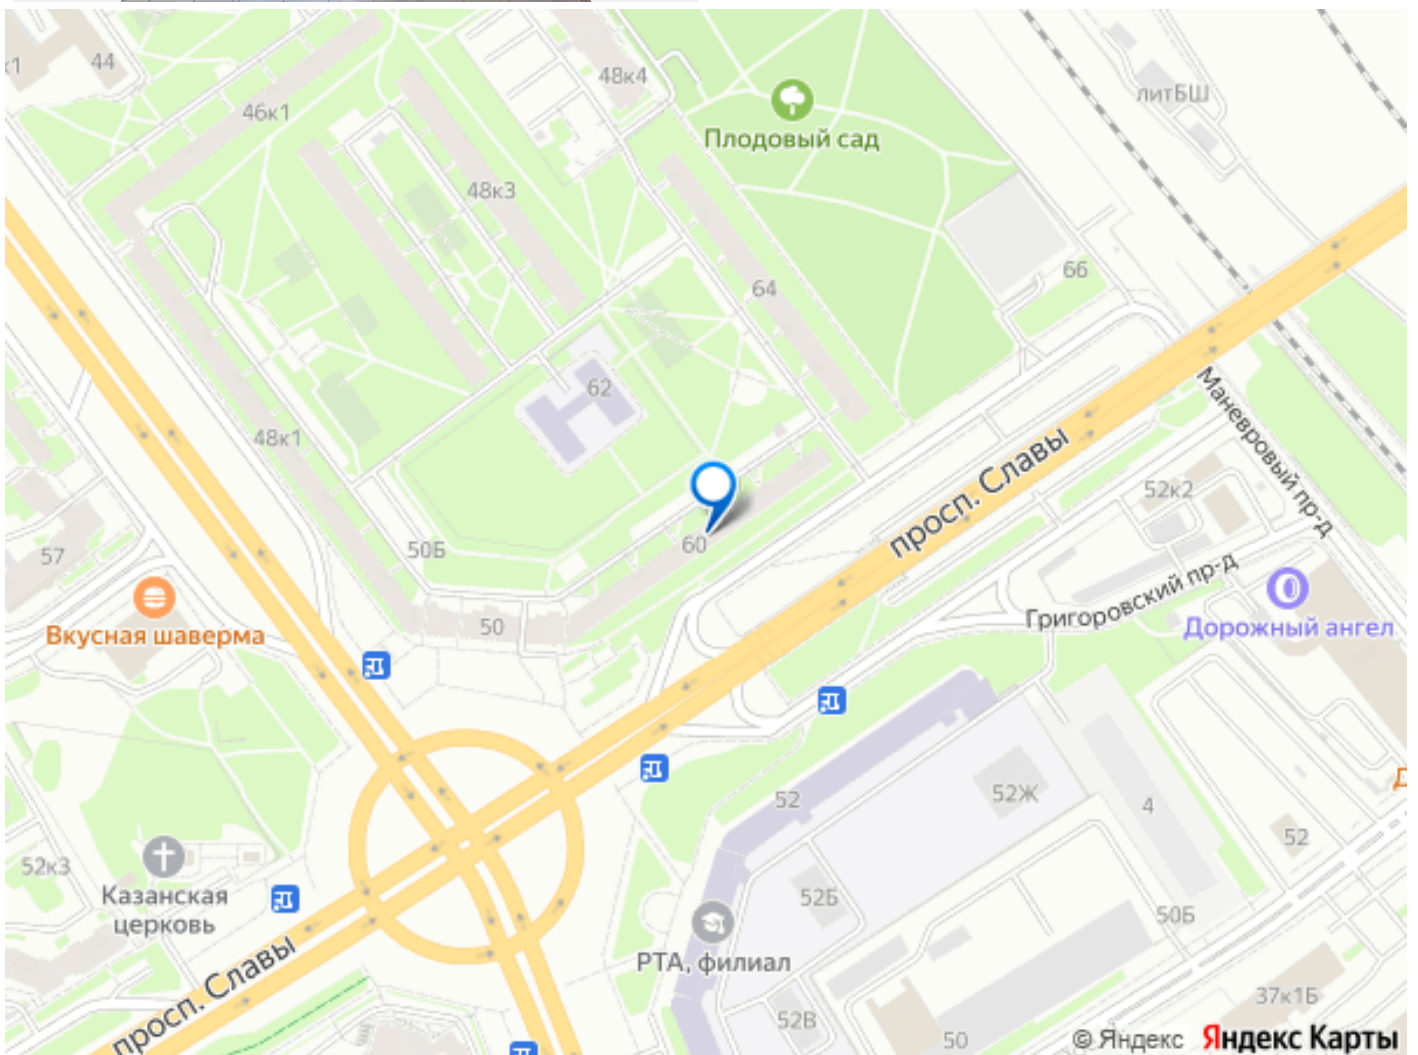 к1
44
46к1
48к4
литБШ
Плодовый сад
48к3
66
64
62
48к1
просп. Славы
Маневровый пр-д
52к2
50Б
60
57
Григоровский пр-д
Вкусная шаверма
50
Дорожный ангел
52
52Ж
4
52
Д
52к3
Казанская
церковь
52Б
50Б
РТА, филиал
просп. Славы
37к1Б
52В
50
© Яндекс Яндекс Карты